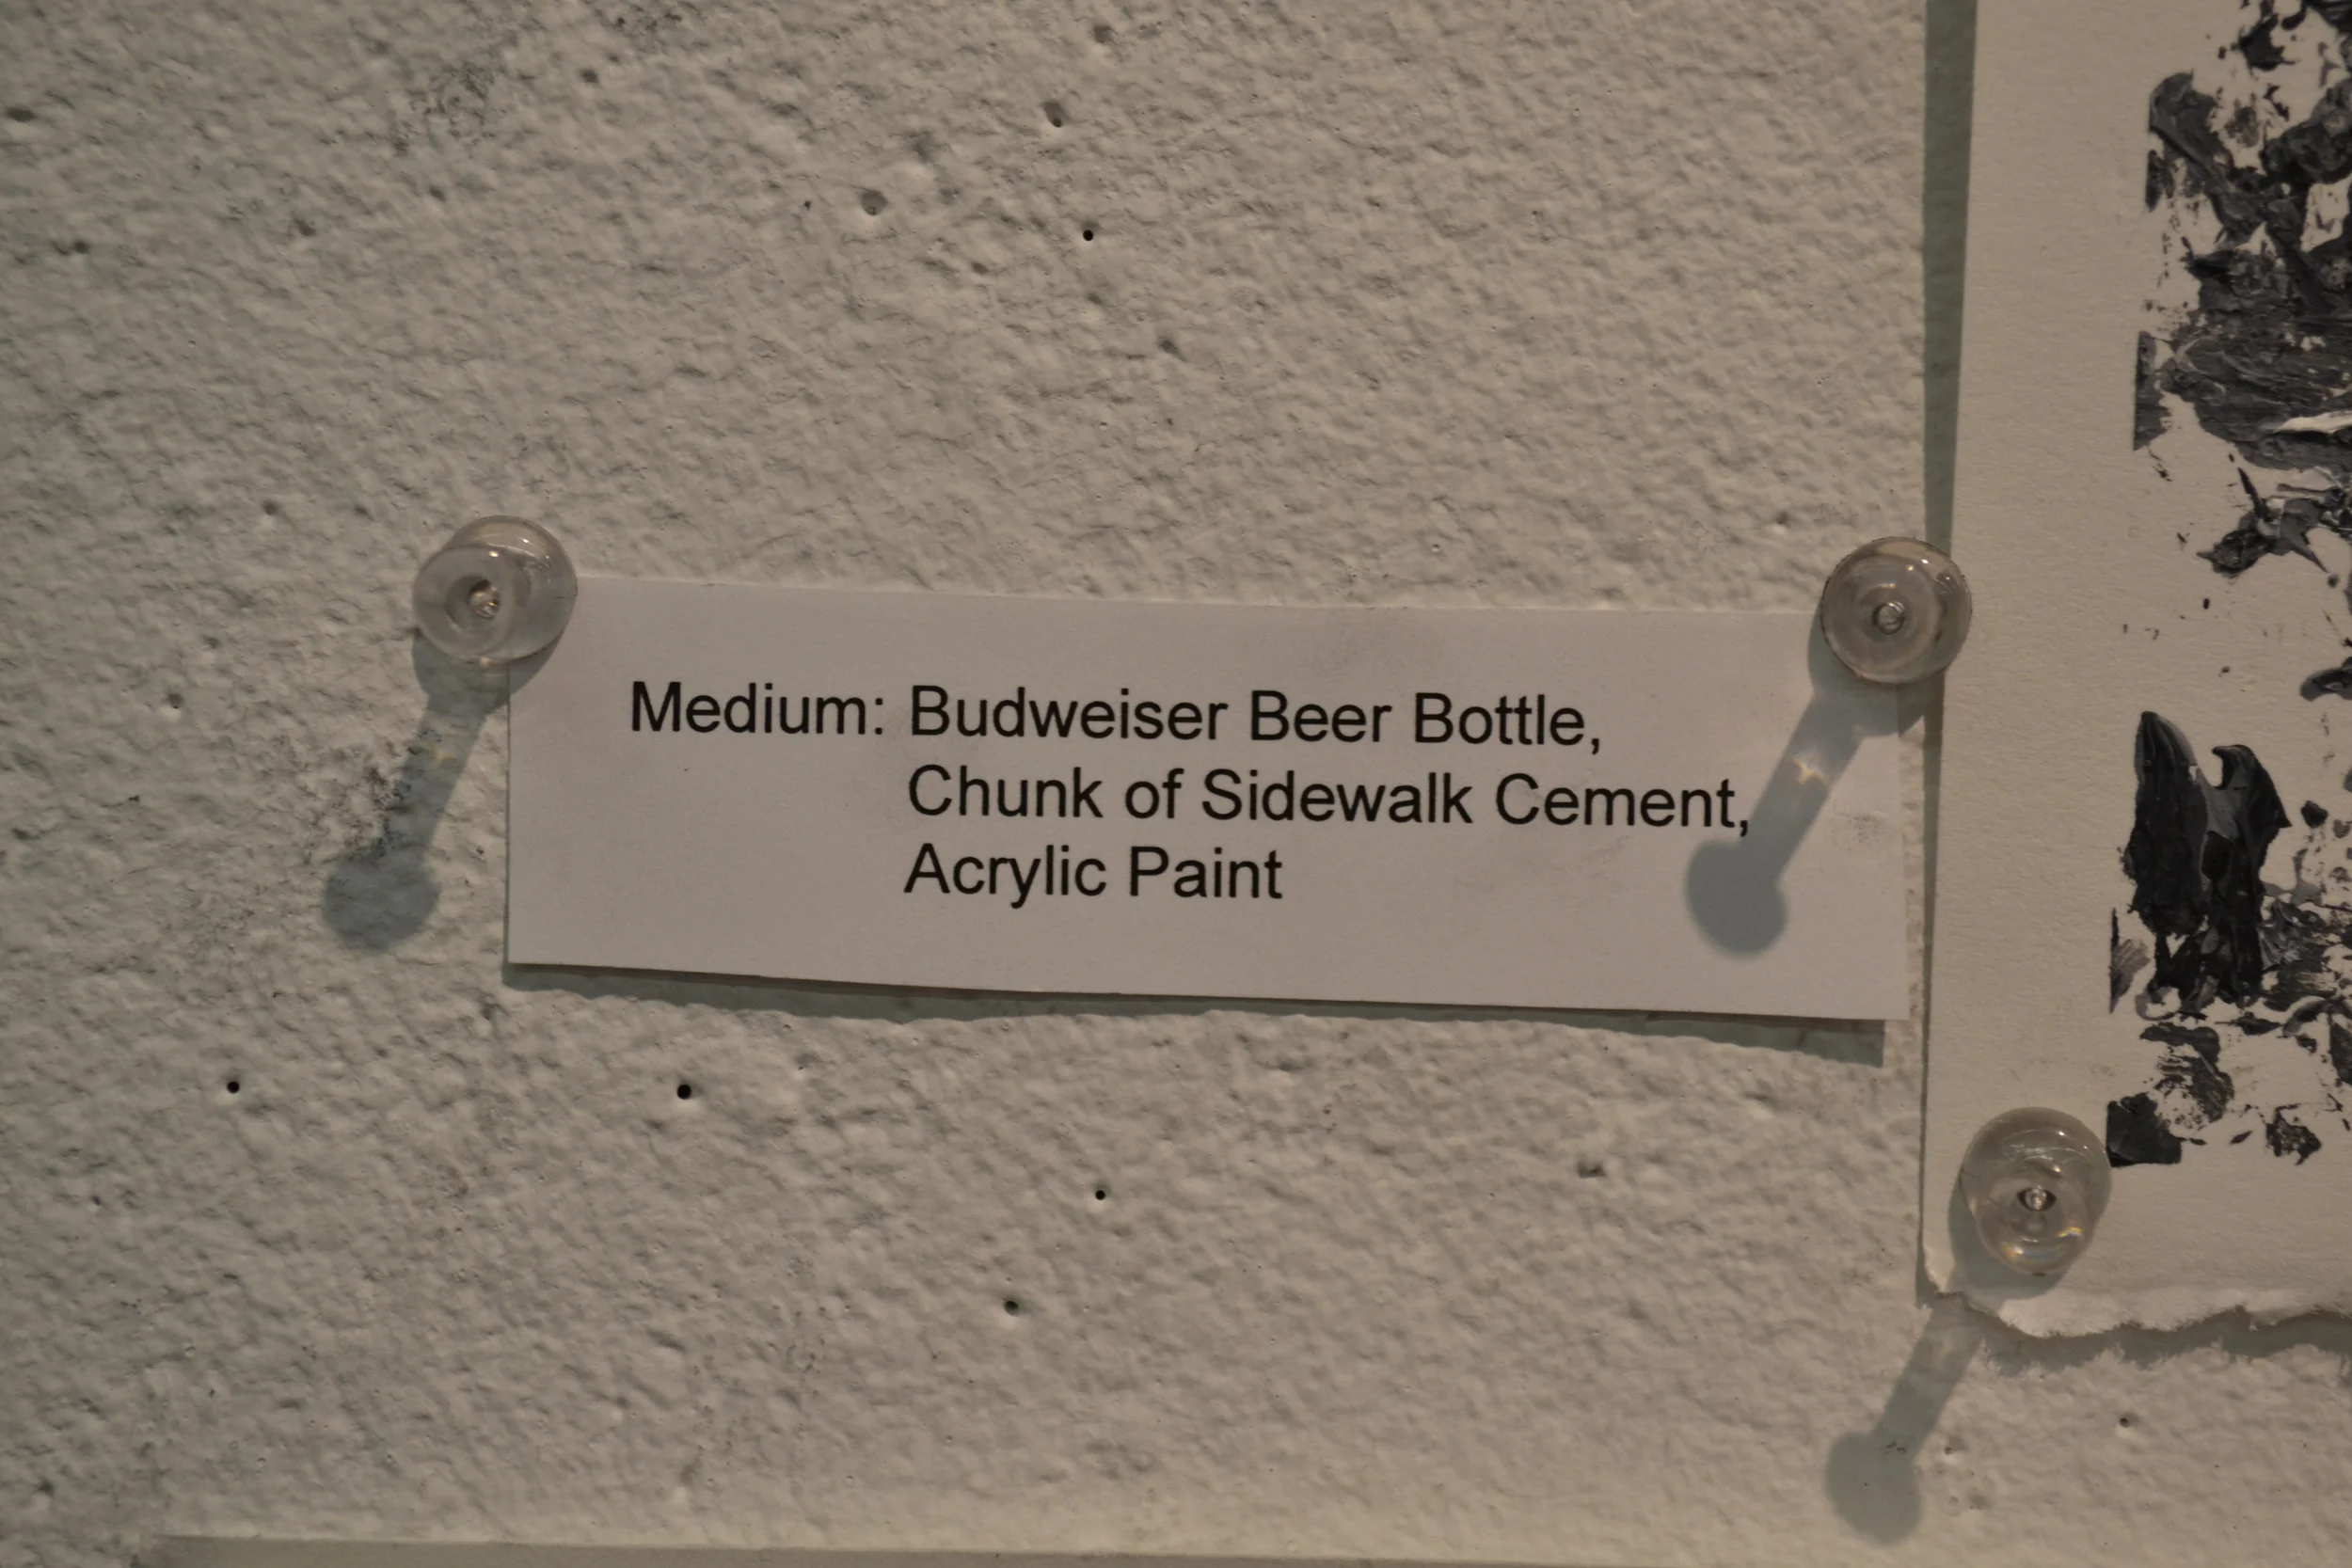 Medium: Budweiser Beer Bottle,
Chunk of Sidewalk Cement,
Acrylic Paint